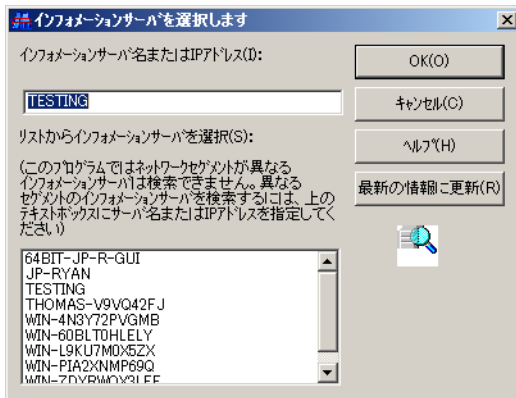 インフォメーションサーバを選択します
インフォメーションサーバ名またはIPアドレス(I):
TESTING
リストからインフォメーションサーバを選択(S):
(このプログラムではネットワークセグメントが異なる
インフォメーションサーバは検索できません。異なる
セグメントのインフォメーションサーバを検索するには、上の
テキストボックスにサーバ名またはIPアドレスを指定してく
ださい)
64BIT-JP-R-GUI
JP-RYAN
TESTING
THOMAS-V9VQ42FJ
WIN-4N3Y72PVGMB
WIN-60BLT0HLELY
WIN-L9KU7M0X5ZX
WIN-PIA2XNMP69Q
OK(O)
キャンセル(C)
ヘルプ(H)
最新の情報に更新(R)